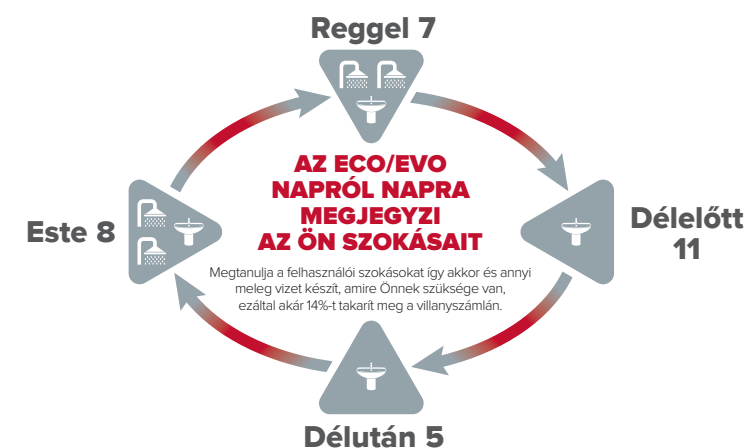 Reggel 7
AZ ECO/EVO
NAPRÓL NAPRA
MEGJEGYZI
AZ ÖN SZOKÁSAIT
Megtanulja a felhasználói szokásokat így akkor és annyi
meleg vizet készít, amire Önnek szüksége van,
ezáltal akár 14%-t takarít meg a villanyszámlán.
Délelőtt
11
Délután 5
Este 8